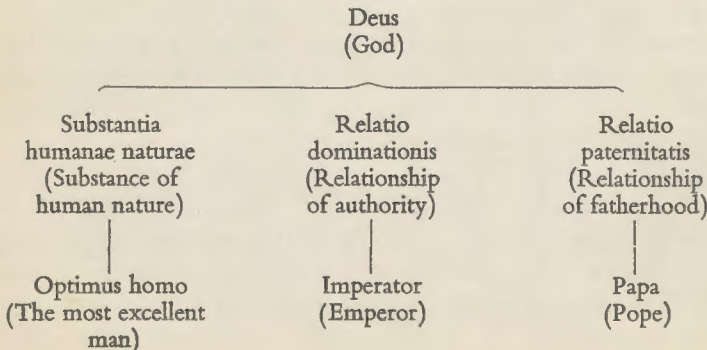 Deus
(God)
Substantia
humanae naturae
(Substance of
human nature)
Relatio
dominationis
(Relationship
of authority)
Relatio
paternitatis
(Relationship
of fatherhood)
Optimus homo
(The most excellent
man)
Imperator
(Emperor)
Papa
(Pope)